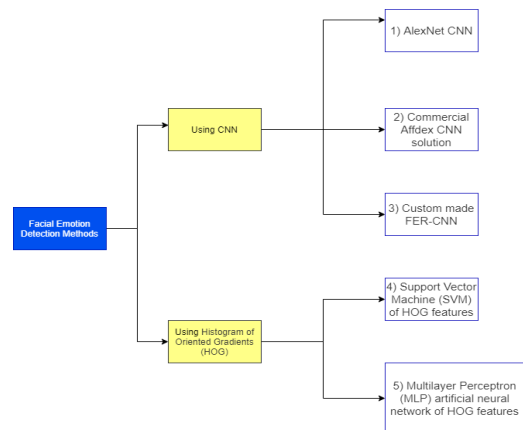 1) AlexNet CNN
Using CNN
2) Commercial
Affdex CNN
solution
3) Custom made
FER-CNN
Facial Emotion
Detection Methods
4) Support Vector
Machine (SVM)
of HOG features
Using Histogram of
Oriented Gradients
(HOG)
5) Multilayer Perceptron
(MLP) artificial neural
network of HOG features